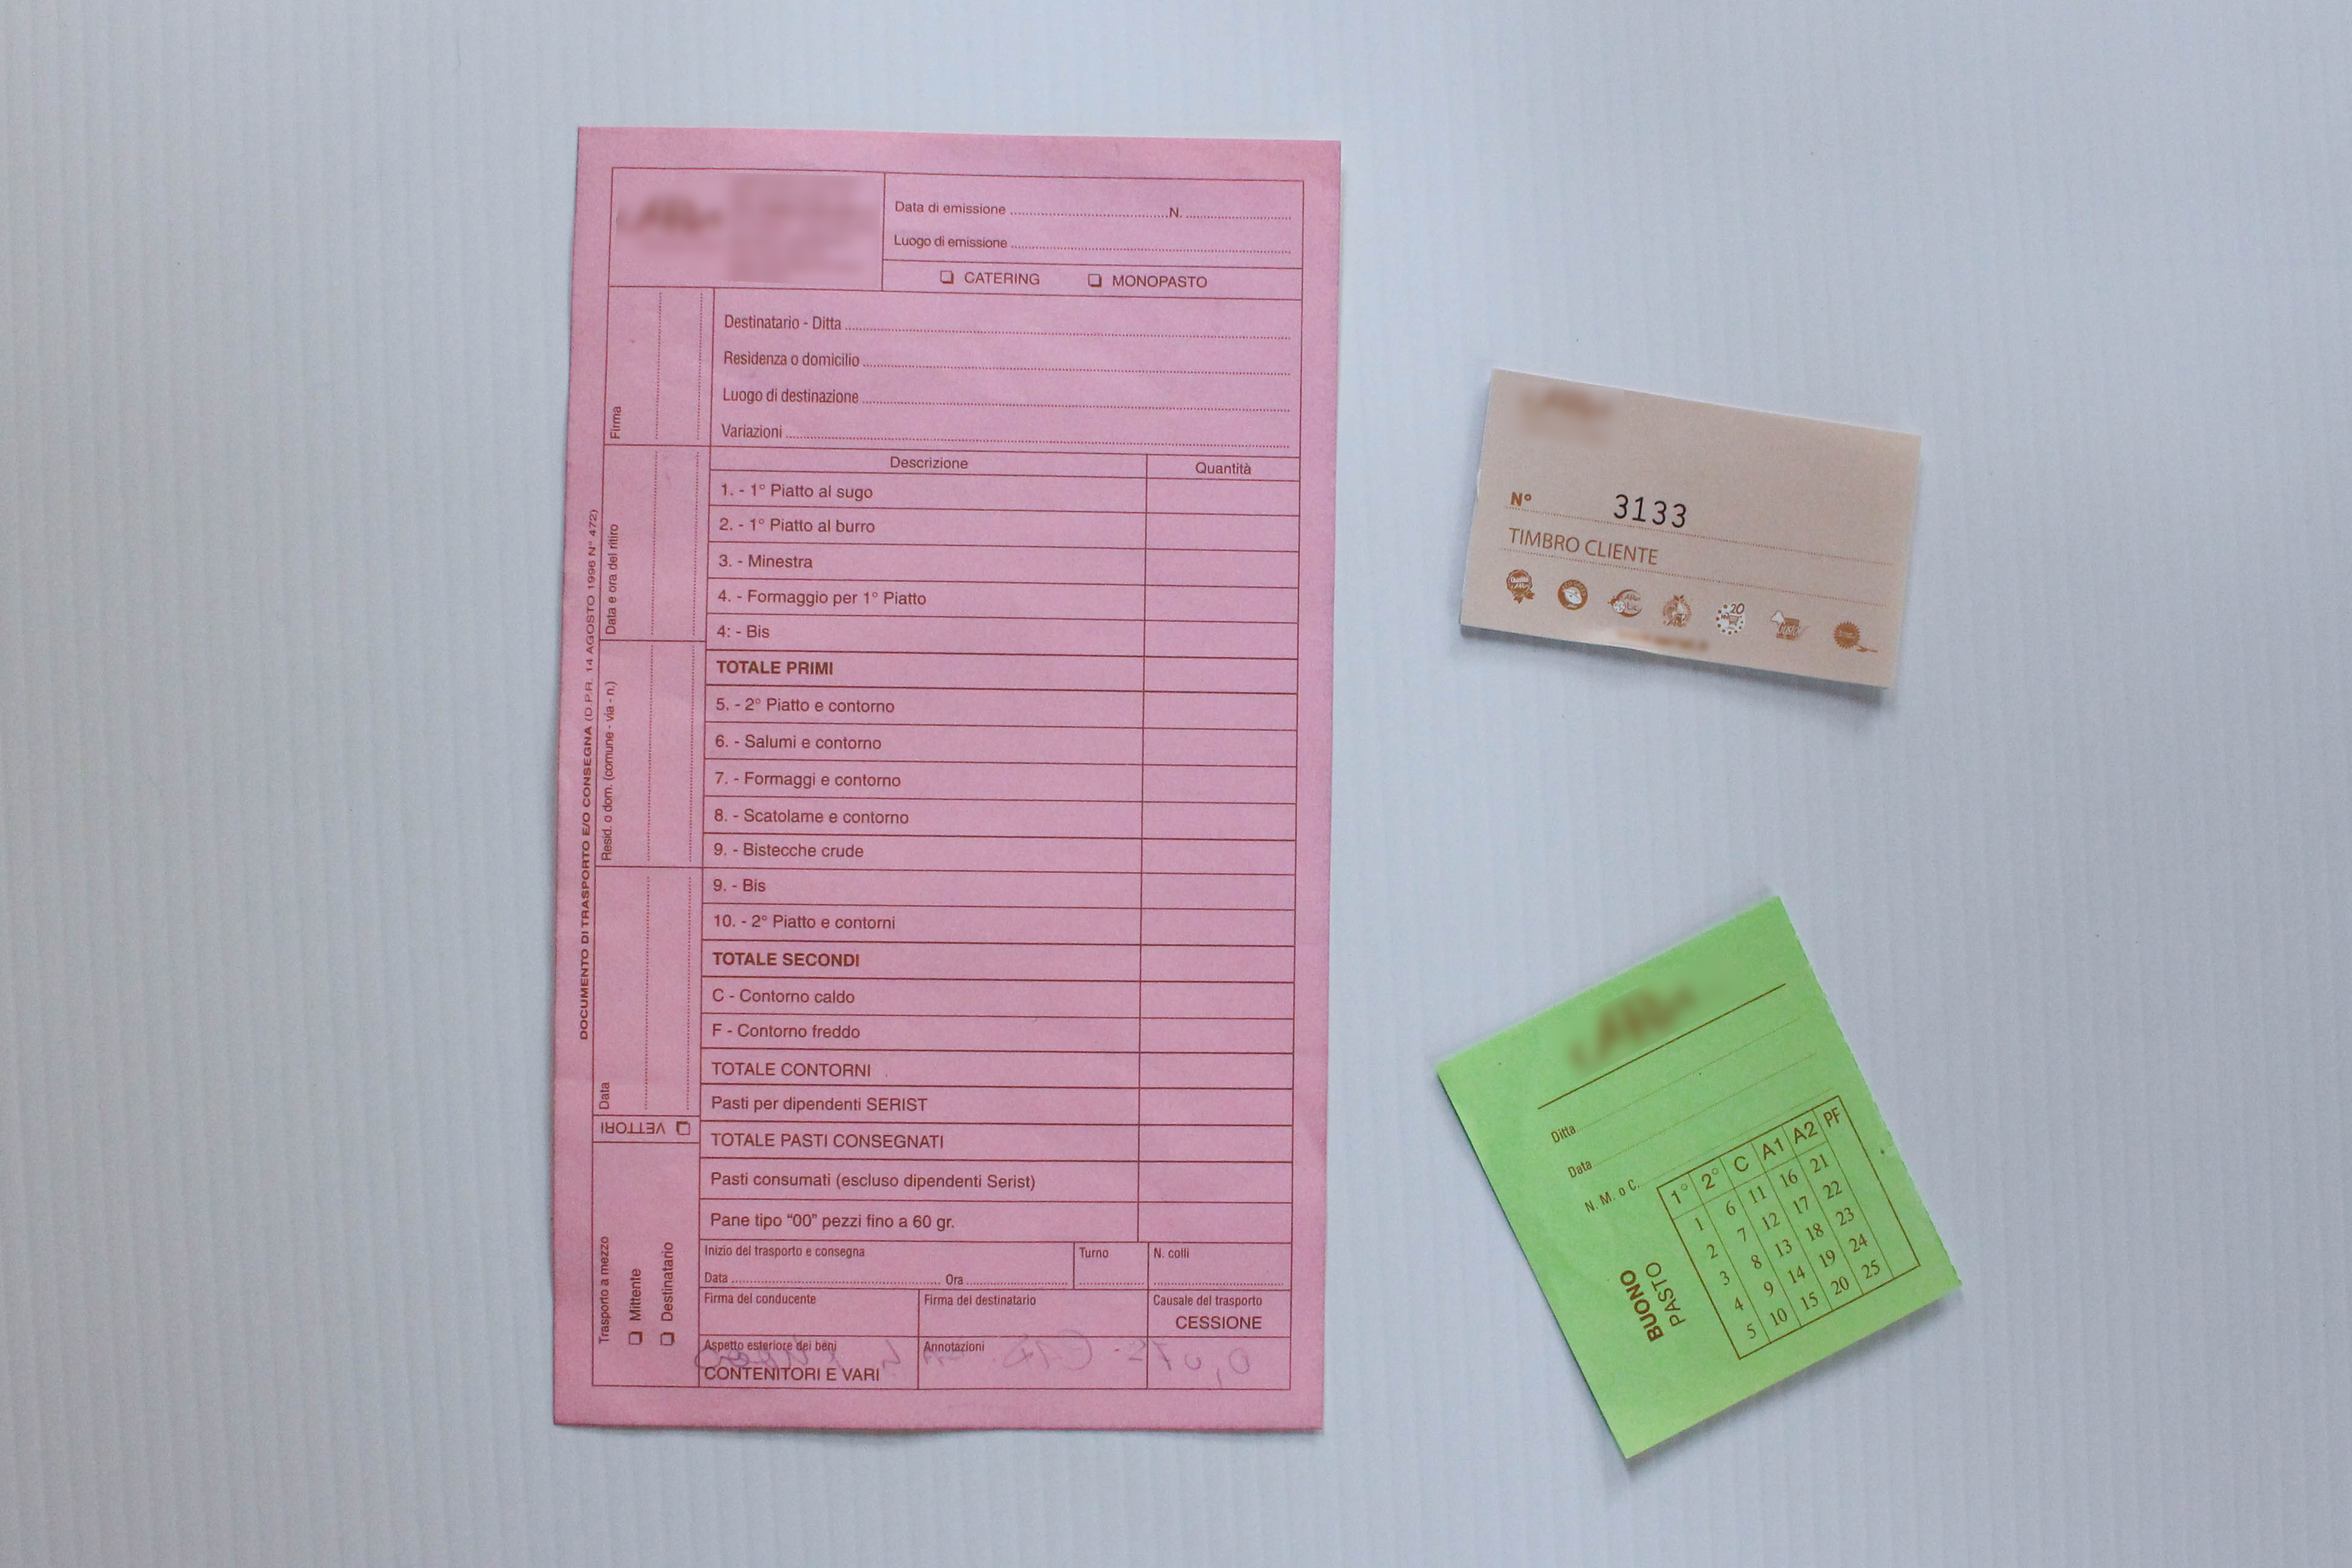 Data di emissione N.
Luogo di emissione
CATERING MONOPASTO
Destinatario - Ditta
Residenza o domicilio
Luogo di destinazione
Variazioni
Descrizione Quantità
1. - 1° Piatto al sugo
2. - 1° Piatto al burro
3. - Minestra
4. - Formaggio per 1° Piatto
4: - Bis
TOTALE PRIMI
5. - 2° Piatto e contorno
6. - Salumi e contorno
7. - Formaggi e contorno
8. - Scatolame e contorno
9. - Bistecche crude
9. - Bis
10. - 2° Piatto e contorni
TOTALE SECONDI
C - Contorno caldo
F - Contorno freddo
TOTALE CONTORNI
Pasti per dipendenti SERIST
TOTALE PASTI CONSEGNATI
Pasti consumati (escluso dipendenti Serist)
Pane tipo “00” pezzi fino a 60 gr.
Inizio del trasporto e consegna Turno N. colli
Data Ora
Firma del conducente Firma del destinatario Causale del trasporto
CESSIONE
Aspetto esteriore dei beni Annotazioni
CONTENITORI E VARI
DOCUMENTO DI TRASPORTO E/O CONSEGNA (D.P.R. 14 AGOSTO 1996 N° 472)
Trasporto a mezzo
Mittente
Destinatario
VETTORI
Data
Resid. o dom. (comune - via - n.)
Data e ora del ritiro
Firma
N° 3133
TIMBRO CLIENTE
Ditta
Data
N. M. o C.
BUONO
PASTO
1° 2° C A1 A2 PF
1 6 11 16 21
2 7 12 17 22
3 8 13 18 23
4 9 14 19 24
5 10 15 20 25